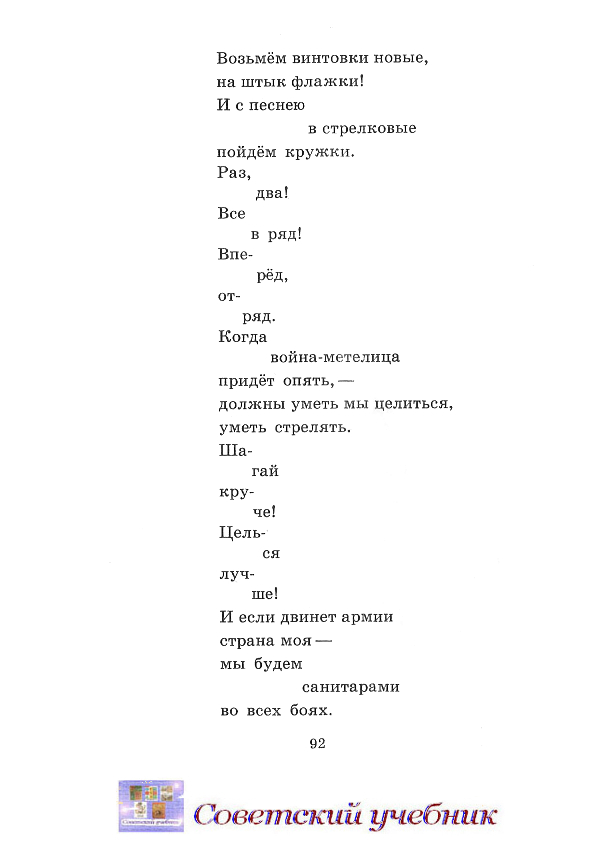 Возьмём винтовки новые,
на штык флажки!
И с песнею
в стрелковые
пойдём кружки.
Раз,
два!
Все
в ряд!
Впе-
рёд,
от-
ряд.
Когда
война-метелица
придёт опять, —
должны уметь мы целиться,
уметь стрелять.
Ша-
гай
кру-
че!
Цель-
ся
луч-
ше!
И если двинет армии
страна моя —
мы будем
санитарами
во всех боях.
92
Советский учебник
Советский учебник